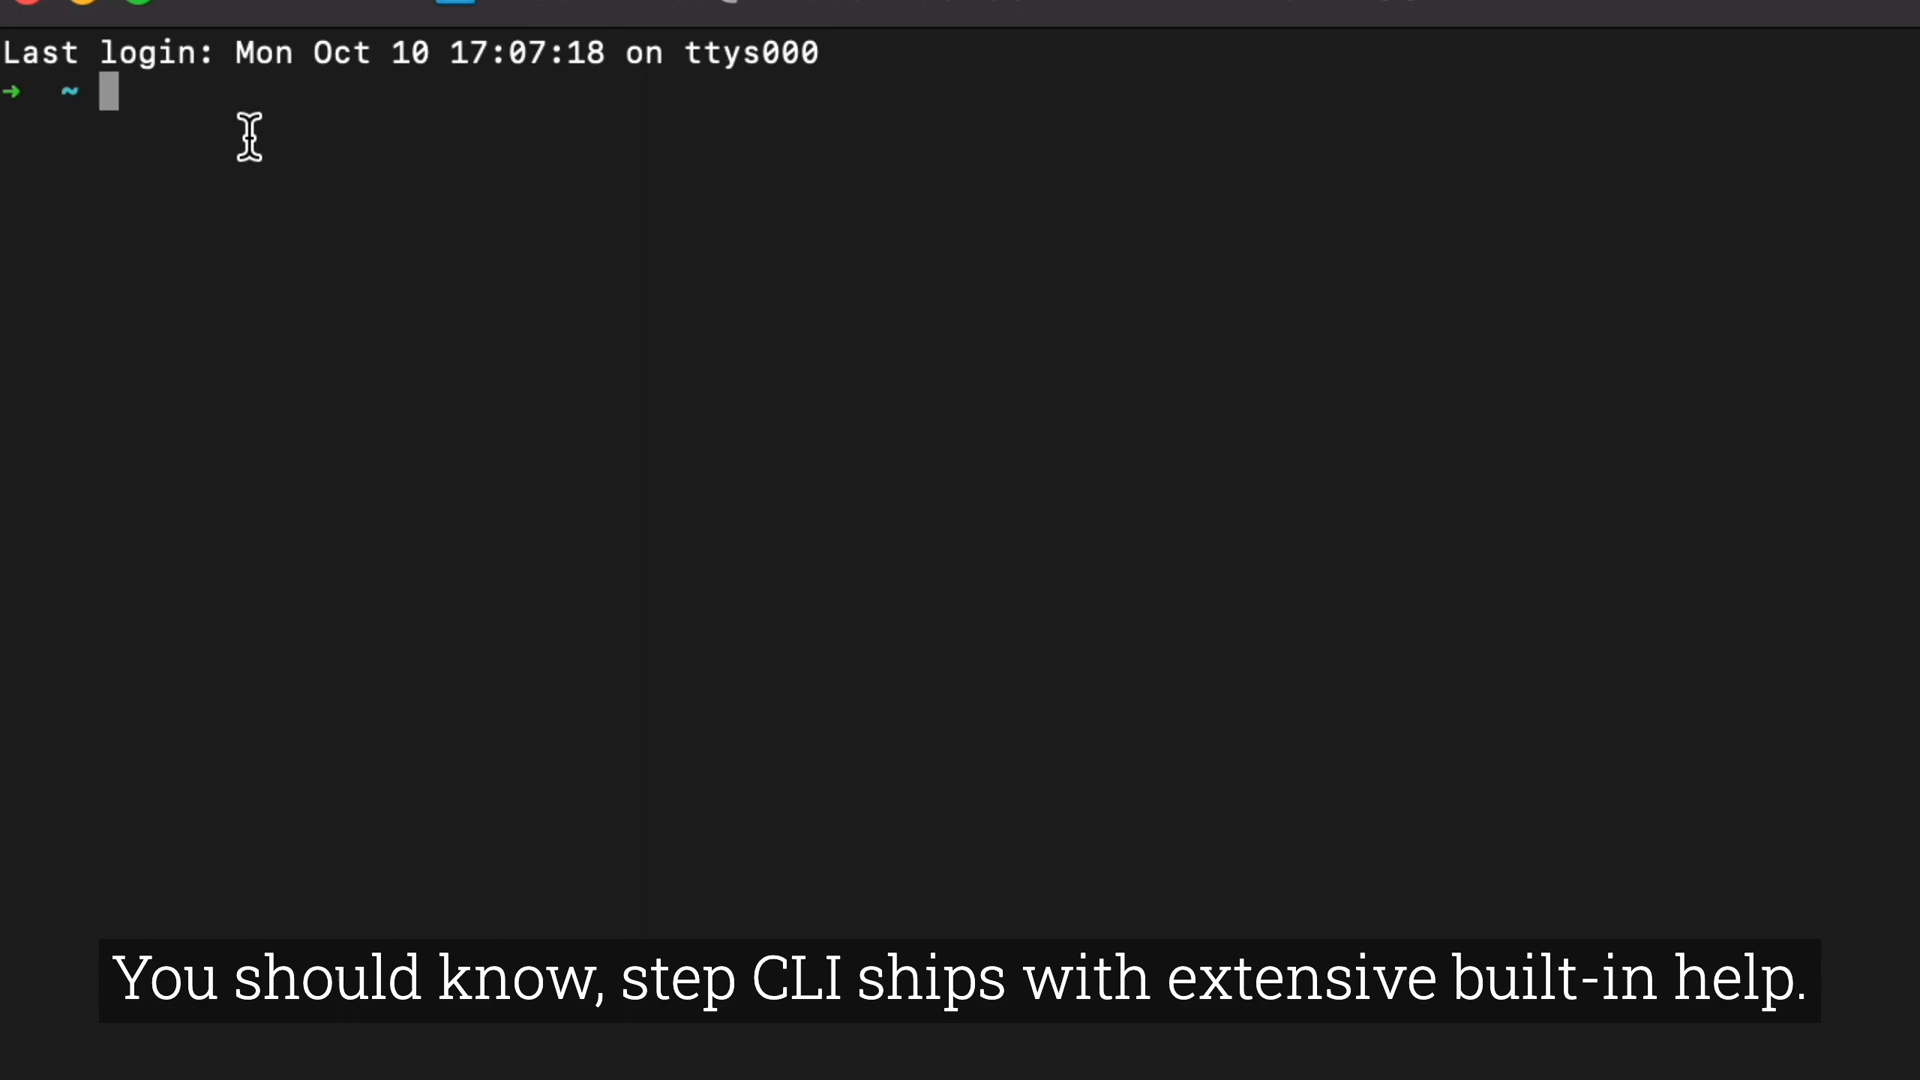 Last login: Mon Oct 10 17:07:18 on ttys000
➜ ~
You should know, step CLI ships with extensive built-in help.